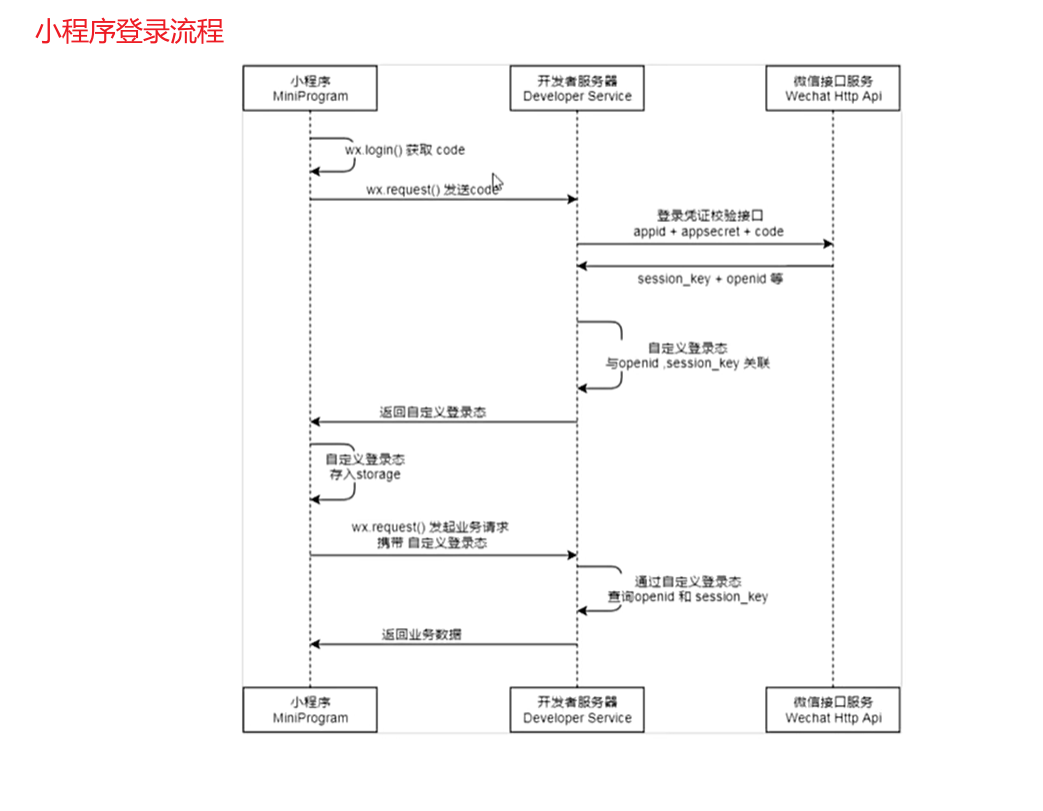 小程序登录流程
小程序
MiniProgram
开发者服务器
Developer Service
微信接口服务
Wechat Http Api
wx.login() 获取 code
wx.request() 发送code
登录凭证校验接口
appid + appsecret + code
session_key + openid 等
自定义登录态
与openid ,session_key 关联
返回自定义登录态
自定义登录态
存入storage
wx.request() 发起业务请求
携带 自定义登录态
通过自定义登录态
查询openid 和 session_key
返回业务数据
小程序
MiniProgram
开发者服务器
Developer Service
微信接口服务
Wechat Http Api